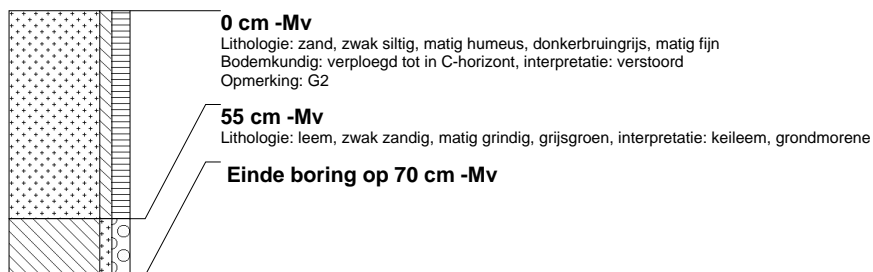 0 cm -Mv
Lithologie: zand, zwak siltig, matig humeus, donkerbruingrijs, matig fijn
Bodemkundig: verploegd tot in C-horizont, interpretatie: verstoord
Opmerking: G2
55 cm -Mv
Lithologie: leem, zwak zandig, matig grindig, grijsgroen, interpretatie: keileem, grondmorene
Einde boring op 70 cm -Mv